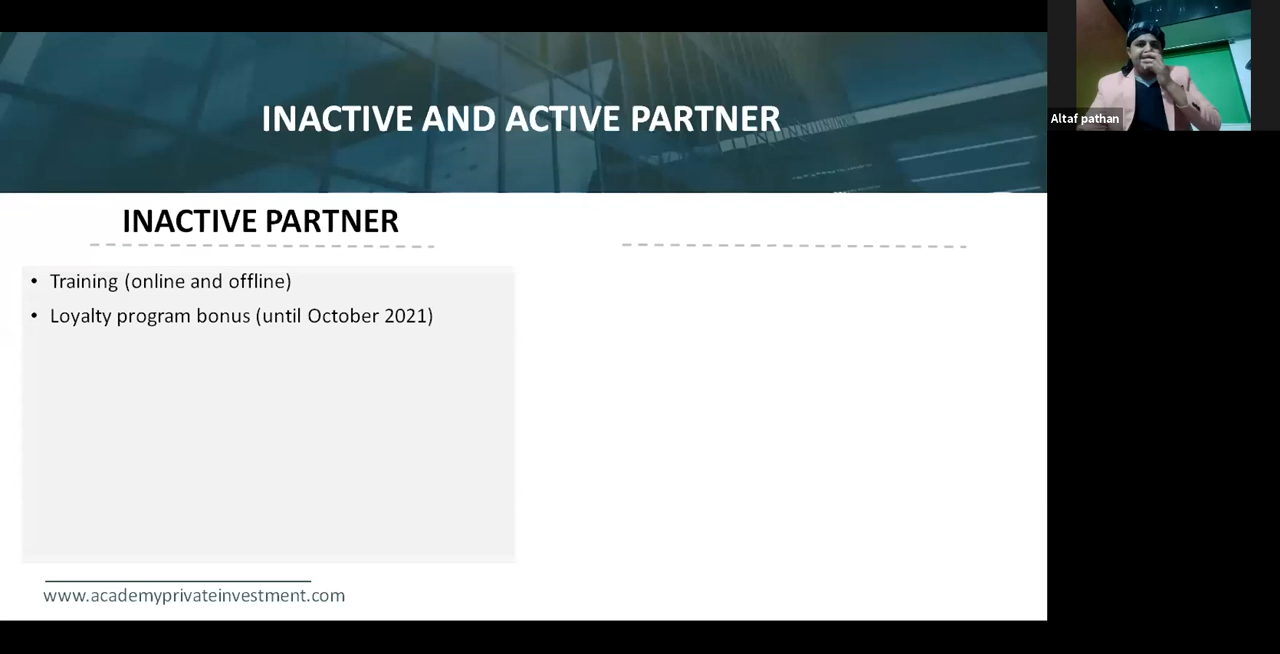 INACTIVE AND ACTIVE PARTNER
Altaf pathan
INACTIVE PARTNER
• Training (online and offline)
• Loyalty program bonus (until October 2021)
www.academyprivateinvestment.com